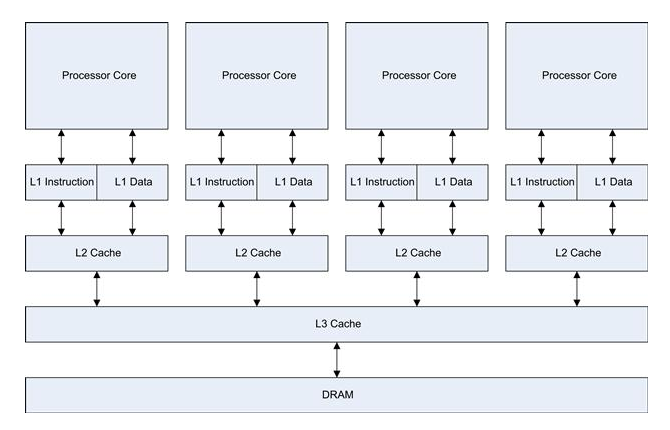 Processor Core Processor Core Processor Core Processor Core
L1 Instruction L1 Data L1 Instruction L1 Data L1 Instruction L1 Data L1 Instruction L1 Data
L2 Cache L2 Cache L2 Cache L2 Cache
L3 Cache
DRAM